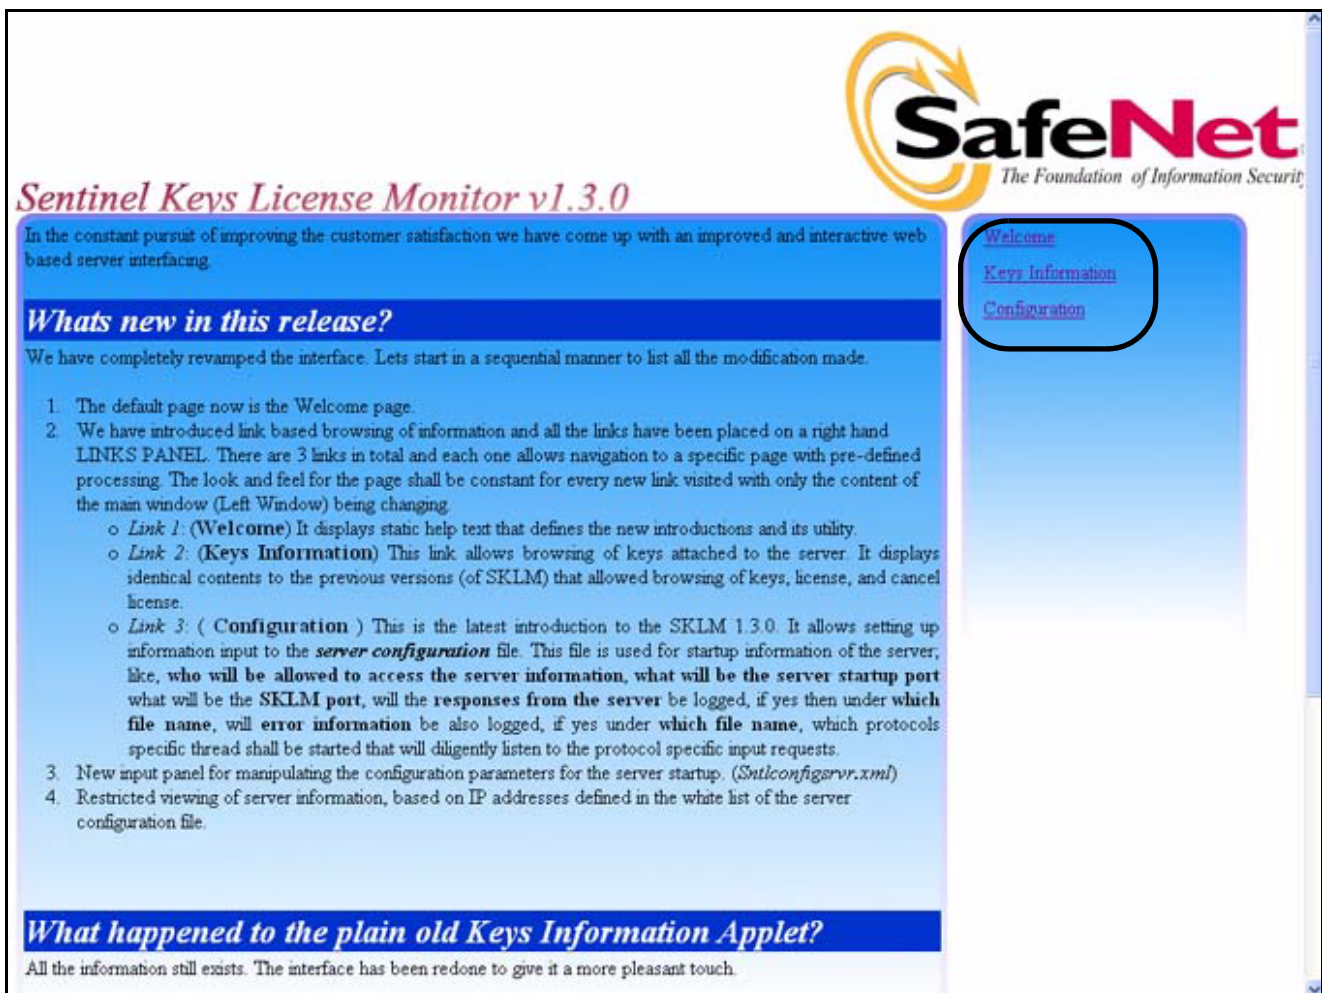 SafeNet
The Foundation of Information Securit
Sentinel Keys License Monitor v1.3.0
In the constant pursuit of improving the customer satisfaction we have come up with an improved and interactive web
based server interfacing.
Welcome
Keys Information
Configuration
Whats new in this release?
We have completely revamped the interface. Lets start in a sequential manner to list all the modification made.
1. The default page now is the Welcome page.
2. We have introduced link based browsing of information and all the links have been placed on a right hand
LINKS PANEL. There are 3 links in total and each one allows navigation to a specific page with pre-defined
processing. The look and feel for the page shall be constant for every new link visited with only the content of
the main window (Left Window) being changing.
o Link 1: (Welcome) It displays static help text that defines the new introductions and its utility.
o Link 2: (Keys Information) This link allows browsing of keys attached to the server. It displays
identical contents to the previous versions (of SKLM) that allowed browsing of keys, license, and cancel
license.
o Link 3: ( Configuration ) This is the latest introduction to the SKLM 1.3.0. It allows setting up
information input to the server configuration file. This file is used for startup information of the server;
like, who will be allowed to access the server information, what will be the server startup port
what will be the SKLM port, will the responses from the server be logged, if yes then under which
file name, will error information be also logged, if yes under which file name, which protocols
specific thread shall be started that will diligently listen to the protocol specific input requests.
3. New input panel for manipulating the configuration parameters for the server startup. (Sntlconfigsrvr.xml)
4. Restricted viewing of server information, based on IP addresses defined in the white list of the server
configuration file.
What happened to the plain old Keys Information Applet?
All the information still exists. The interface has been redone to give it a more pleasant touch.